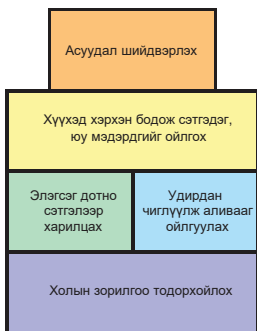 Асуудал шийдвэрлэх
Хүүхэд хэрхэн бодож сэтгэдэг,
юу мэдэрдгийг ойлгох
Элэгсэг дотно
сэтгэлээр
харилцах
Удирдан
чиглүүлж аливааг
ойлгуулах
Холын зорилгоо тодорхойлох